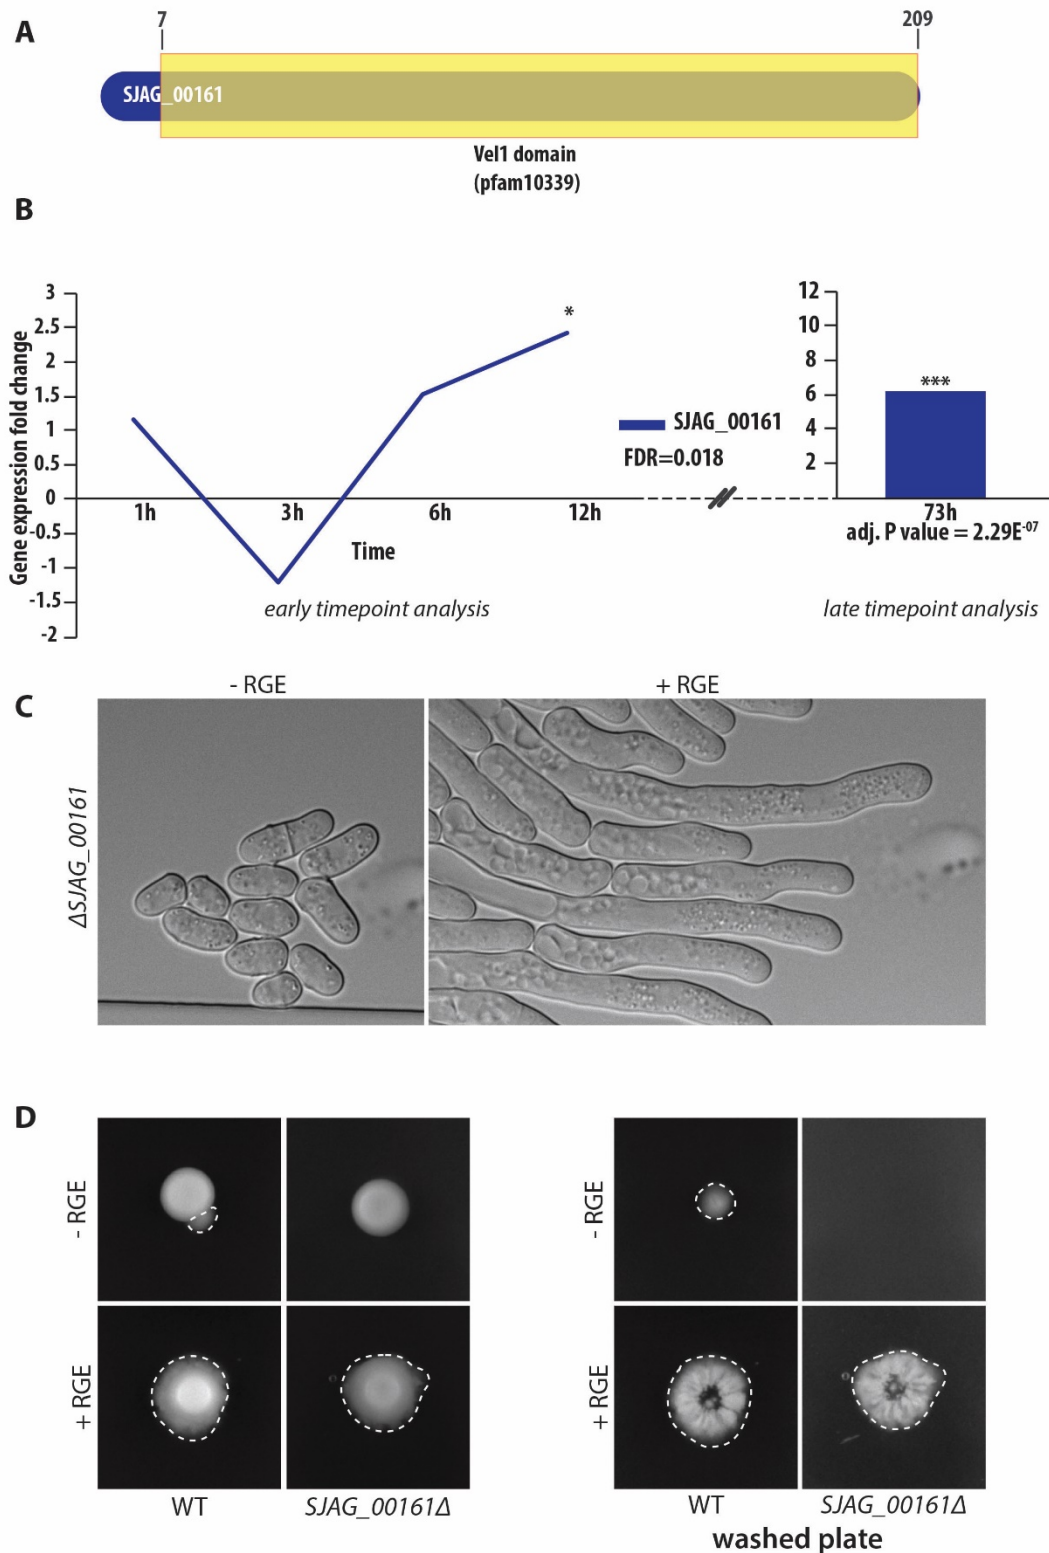 A
7
209
SJAG_00161
Vel1 domain
(pfam10339)
B
Gene expression fold change
3
2.5
2
1.5
1
0.5
0
-0.5
-1
-1.5
-2
1h
3h
6h
12h
*
Time
early timepoint analysis
SJAG_00161
FDR=0.018
12
10
8
6
4
2
***
73h
adj. P value = 2.29E-07
late timepoint analysis
C
- RGE
+ RGE
ΔSJAG_00161
D
- RGE
+ RGE
WT
SJAG_00161Δ
- RGE
+ RGE
WT
SJAG_00161Δ
washed plate